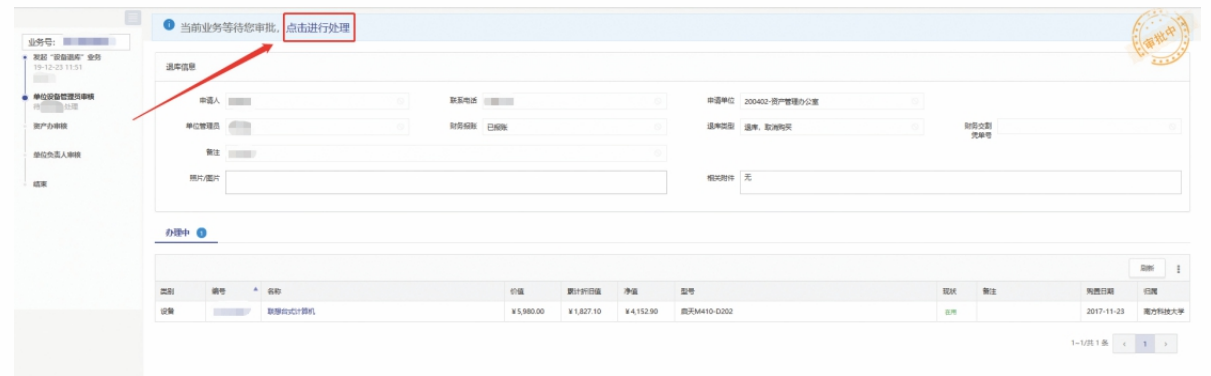 业务号:
发起“设备退库”业务
19-12-23 11:51
单位设备管理员审核
待 处理
资产办审核
单位负责人审核
结束
当前业务等待您审批, 点击进行处理
审批中
退库信息
申请人
联系电话
申请单位 200402-资产管理办公室
单位管理员
财务报账 已报账
退库类型 退库，取消购买
财务交割凭单号
备注
照片/图片
相关附件 无
办理中 1
刷新
类别 编号 名称 价值 累计折旧值 净值 型号 现状 备注 购置日期 归属
设备 联想台式计算机 ¥5,980.00 ¥1,827.10 ¥4,152.90 启天M410-D202 在用 2017-11-23 南方科技大学
1~1/共 1 条 ‹ 1 ›